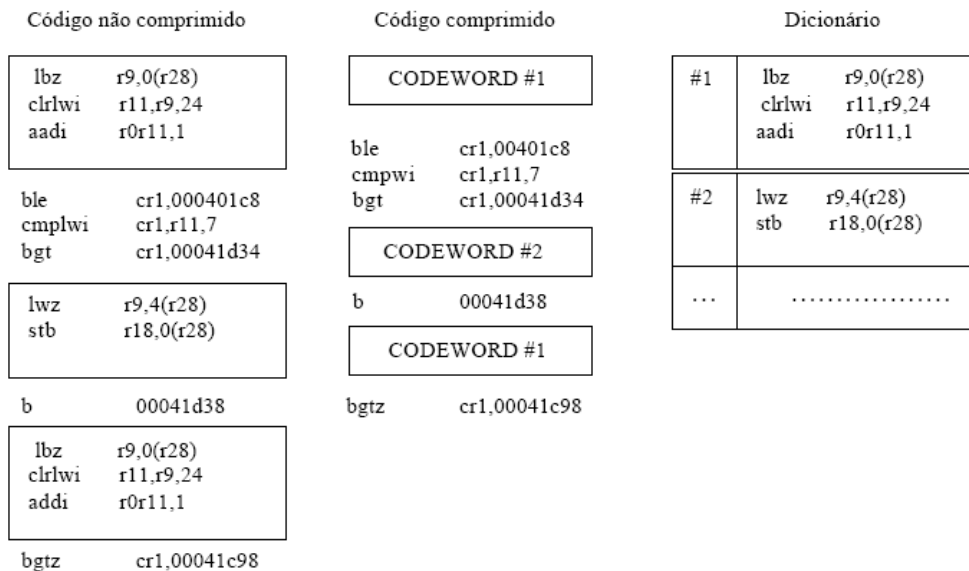 Código não comprimido
lbz r9,0(r28)
clrlwi r11,r9,24
aadi r0r11,1
ble cr1,000401c8
cmplwi cr1,r11,7
bgt cr1,00041d34
lwz r9,4(r28)
stb r18,0(r28)
b 00041d38
lbz r9,0(r28)
clrlwi r11,r9,24
addi r0r11,1
bgtz cr1,00041c98
Código comprimido
CODEWORD #1
ble cr1,00401c8
cmpwi cr1,r11,7
bgt cr1,00041d34
CODEWORD #2
b 00041d38
CODEWORD #1
bgtz cr1,00041c98
Dicionário
#1 lbz r9,0(r28)
clrlwi r11,r9,24
aadi r0r11,1
#2 lwz r9,4(r28)
stb r18,0(r28)
... ..................